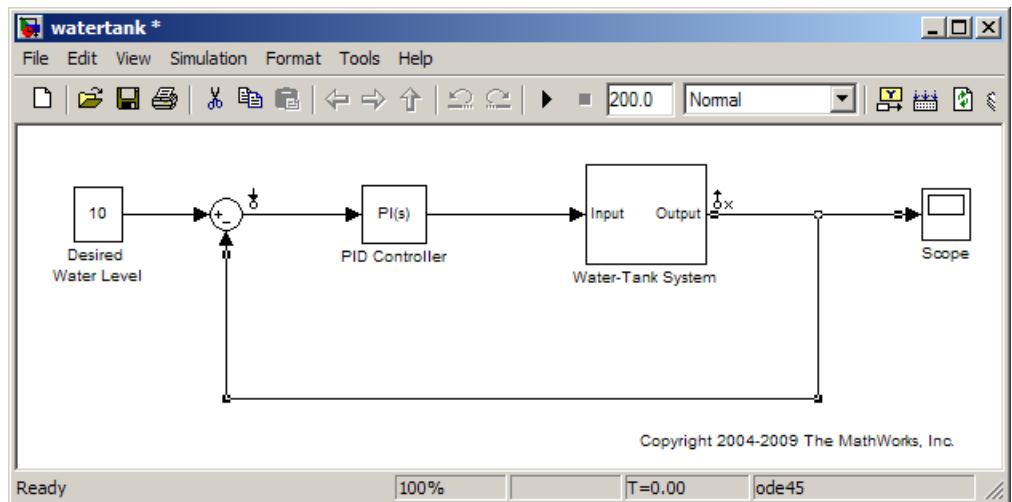 watertank *
File Edit View Simulation Format Tools Help
200.0 Normal
10
Desired
Water Level
+
−
PI(s)
PID Controller
Input Output
Water-Tank System
x
Scope
Copyright 2004-2009 The MathWorks, Inc.
Ready 100% T=0.00 ode45